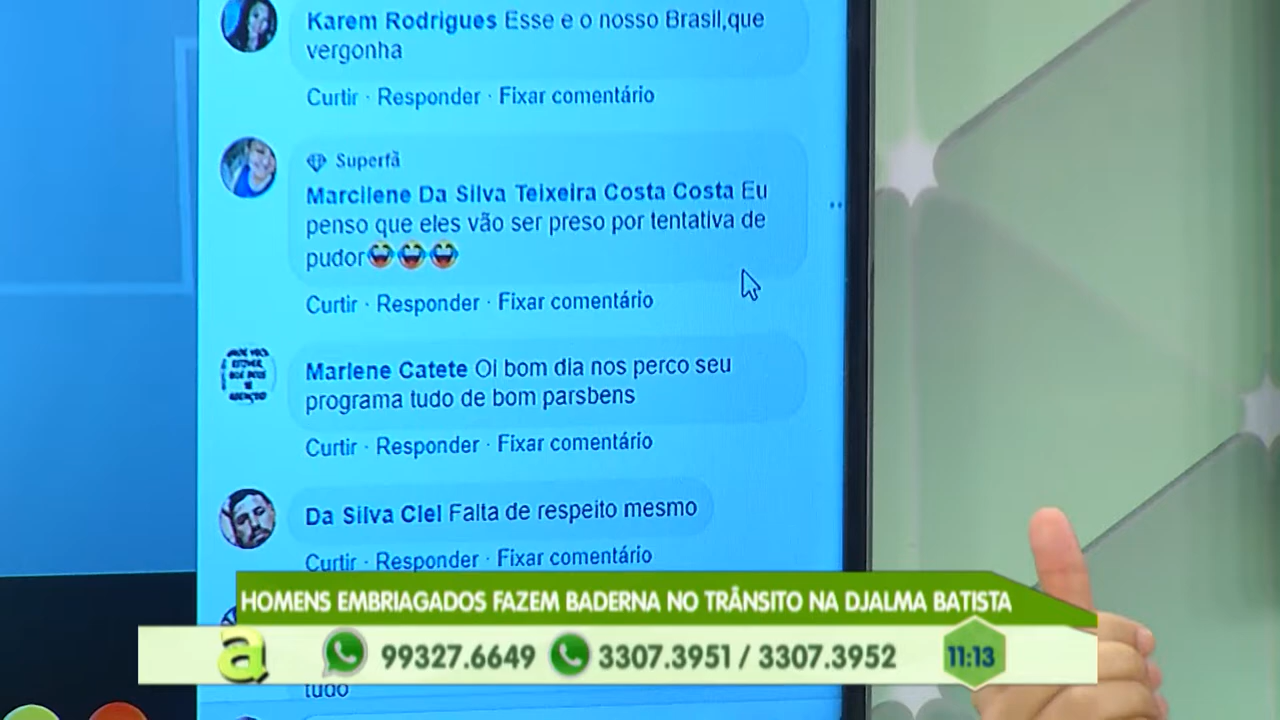 Karem Rodrigues Esse e o nosso Brasil,que
vergonha
Curtir · Responder · Fixar comentário
Superfã
Marcilene Da Silva Teixeira Costa Costa Eu
penso que eles vão ser preso por tentativa de
pudor😂😂😂
Curtir · Responder · Fixar comentário
Marlene Catete Oi bom dia nos perco seu
programa tudo de bom parsbens
Curtir · Responder · Fixar comentário
Da Silva Ciel Falta de respeito mesmo
Curtir · Responder · Fixar comentário
HOMENS EMBRIAGADOS FAZEM BADERNA NO TRÂNSITO NA DJALMA BATISTA
a 99327.6649 3307.3951 / 3307.3952 11:13
tudo